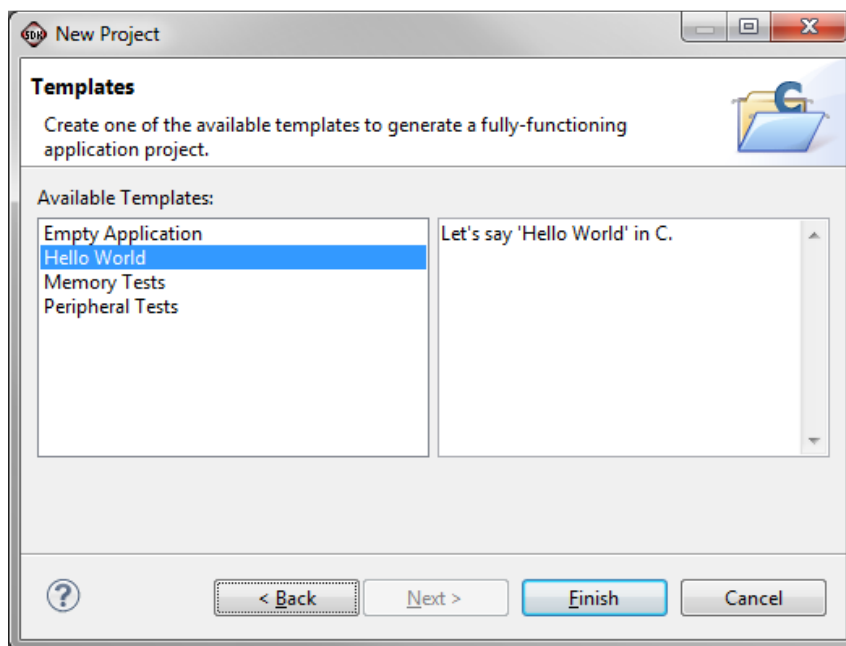 SDK New Project
Templates
Create one of the available templates to generate a fully-functioning
application project.
Available Templates:
Empty Application
Hello World
Memory Tests
Peripheral Tests
Let's say 'Hello World' in C.
< Back
Next >
Finish
Cancel